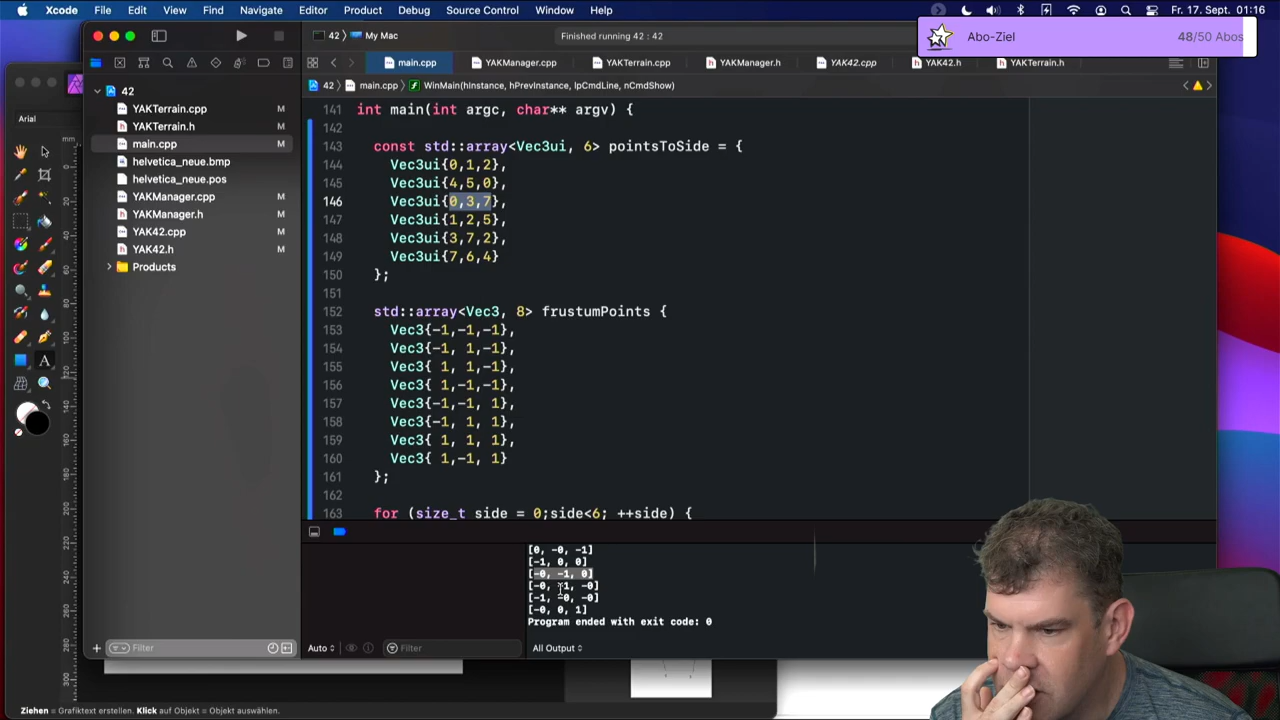 Xcode File Edit View Find Navigate Editor Product Debug Source Control Window Help Fr. 17. Sept. 01:16
Abo-Ziel 48/50 Abos
42 My Mac Finished running 42 : 42
main.cpp YAKManager.cpp YAKTerrain.cpp YAKManager.h YAK42.cpp YAK42.h YAKTerrain.h
42 main.cpp WinMain(hInstance, hPrevInstance, lpCmdLine, nCmdShow)
Arial
mm
42
YAKTerrain.cpp M
YAKTerrain.h M
main.cpp M
helvetica_neue.bmp M
helvetica_neue.pos M
YAKManager.cpp M
YAKManager.h M
YAK42.cpp M
YAK42.h M
Products
141 int main(int argc, char** argv) {
142
143 const std::array<Vec3ui, 6> pointsToSide = {
144 Vec3ui{0,1,2},
145 Vec3ui{4,5,0},
146 Vec3ui{0,3,7},
147 Vec3ui{1,2,5},
148 Vec3ui{3,7,2},
149 Vec3ui{7,6,4}
150 };
151
152 std::array<Vec3, 8> frustumPoints {
153 Vec3{-1,-1,-1},
154 Vec3{-1, 1,-1},
155 Vec3{ 1, 1,-1},
156 Vec3{ 1,-1,-1},
157 Vec3{-1,-1, 1},
158 Vec3{-1, 1, 1},
159 Vec3{ 1, 1, 1},
160 Vec3{ 1,-1, 1}
161 };
162
163 for (size_t side = 0;side<6; ++side) {
[0, -0, -1]
[-1, 0, 0]
[-0, -1, 0]
[-0, -1, -0]
[-1, -0, -0]
[-0, 0, 1]
Program ended with exit code: 0
Filter Auto Filter All Output
Ziehen = Grafiktext erstellen. Klick auf Objekt = Objekt auswählen.